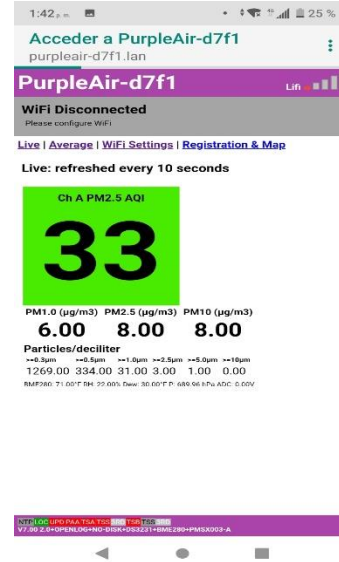 1:42 p. m. 25 %
Acceder a PurpleAir-d7f1
purpleair-d7f1.lan
PurpleAir-d7f1 Lifi
WiFi Disconnected
Please configure WiFi
Live | Average | WiFi Settings | Registration & Map
Live: refreshed every 10 seconds
Ch A PM2.5 AQI
33
PM1.0 (µg/m3) PM2.5 (µg/m3) PM10 (µg/m3)
6.00 8.00 8.00
Particles/deciliter
>=0.3µm >=0.5µm >=1.0µm >=2.5µm >=5.0µm >=10µm
1269.00 334.00 31.00 3.00 1.00 0.00
BME280: 71.00°F RH: 22.00% Dew: 30.00°F P: 689.96 hPa ADC: 0.00V
NTP LOC UPD PAA TSA TSS 3RD TSB TSS 3RD
V7.00 2.0+OPENLOG+NO-DISK+DS3231+BME280+PMSX003-A